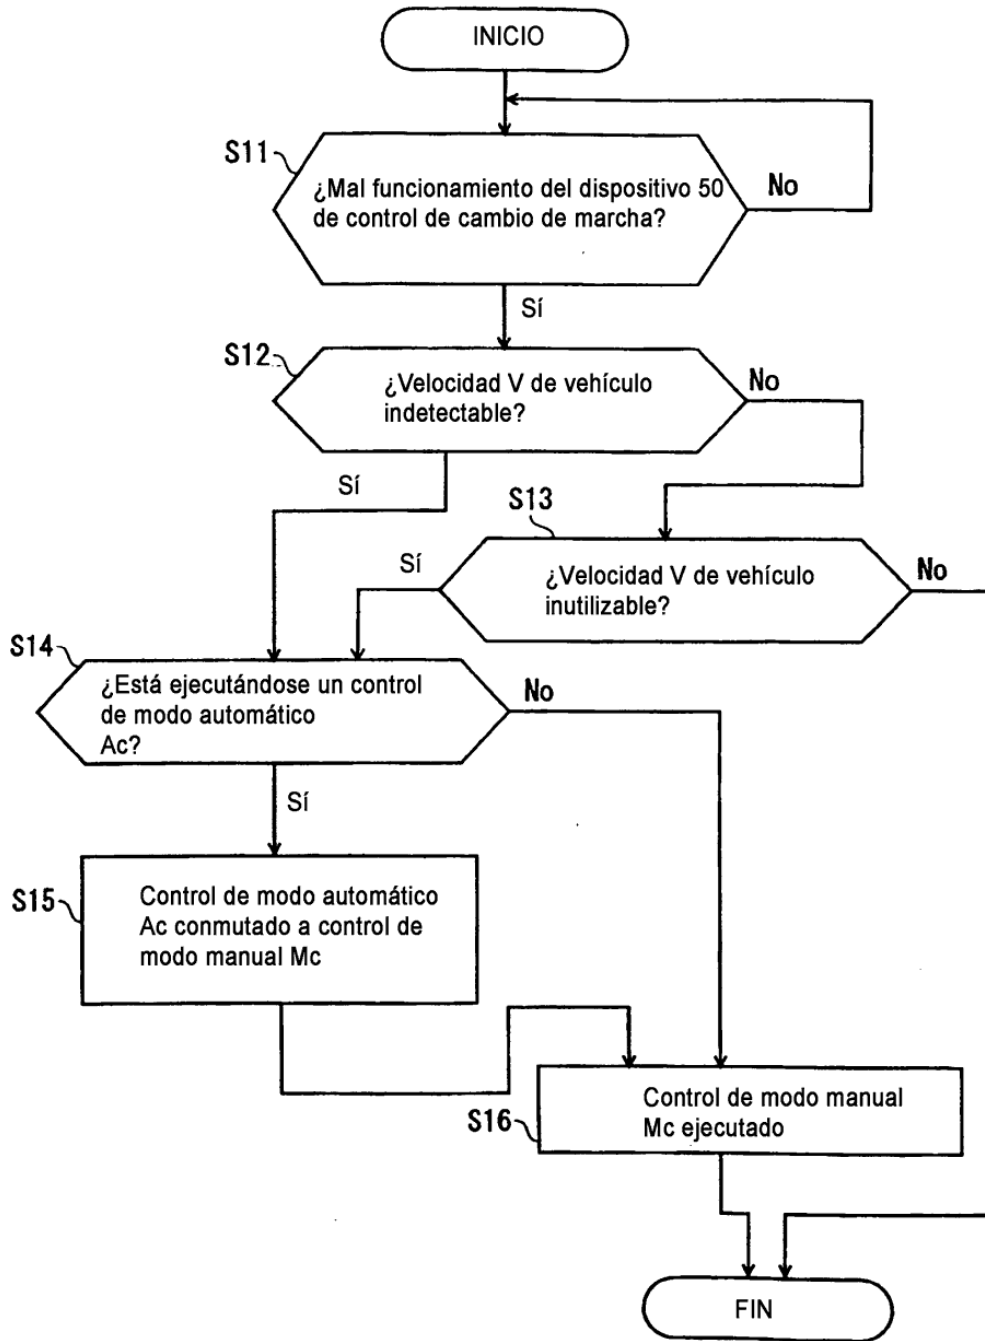 INICIO
S11
¿Mal funcionamiento del dispositivo 50
de control de cambio de marcha?
No
Sí
S12
¿Velocidad V de vehículo
indetectable?
No
Sí
S13
¿Velocidad V de vehículo
inutilizable?
Sí
No
S14
¿Está ejecutándose un control
de modo automático
Ac?
No
Sí
S15
Control de modo automático
Ac conmutado a control de
modo manual Mc
S16
Control de modo manual
Mc ejecutado
FIN